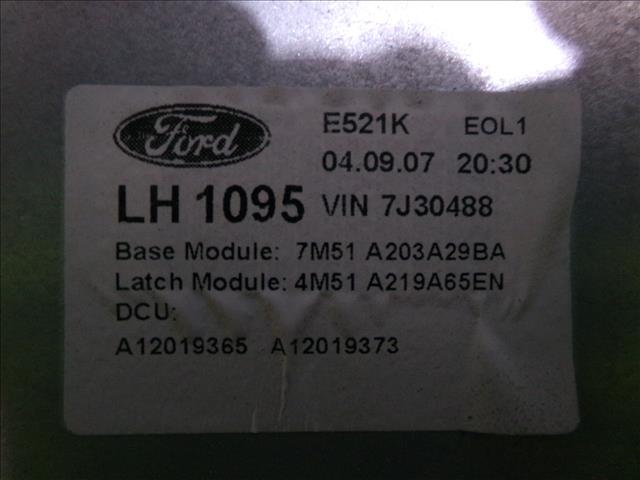 Ford E521K EOL1
04.09.07 20:30
LH 1095 VIN 7J30488
Base Module: 7M51 A203A29BA
Latch Module: 4M51 A219A65EN
DCU:
A12019365 A12019373